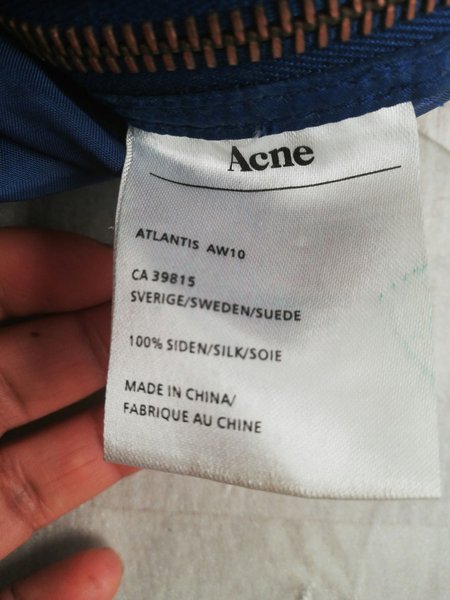 Acne
ATLANTIS AW10
CA 39815
SVERIGE/SWEDEN/SUEDE
100% SIDEN/SILK/SOIE
MADE IN CHINA/
FABRIQUE AU CHINE